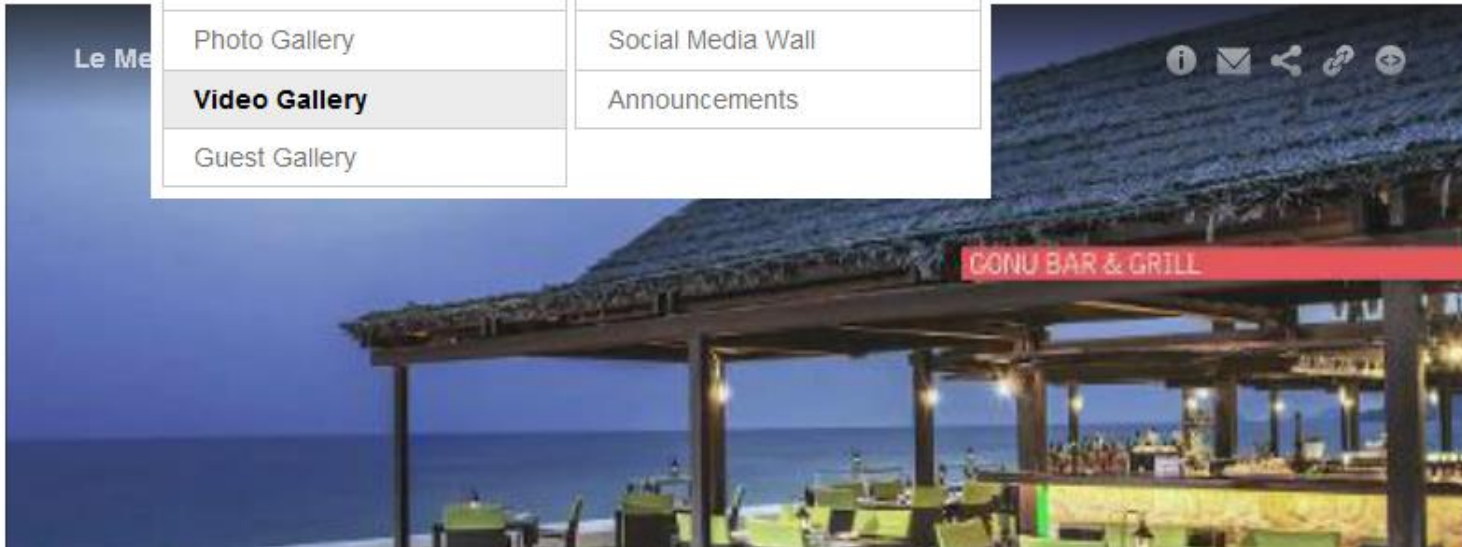 Photo Gallery
Social Media Wall
Le Me
Video Gallery
Announcements
Guest Gallery
GONU BAR & GRILL